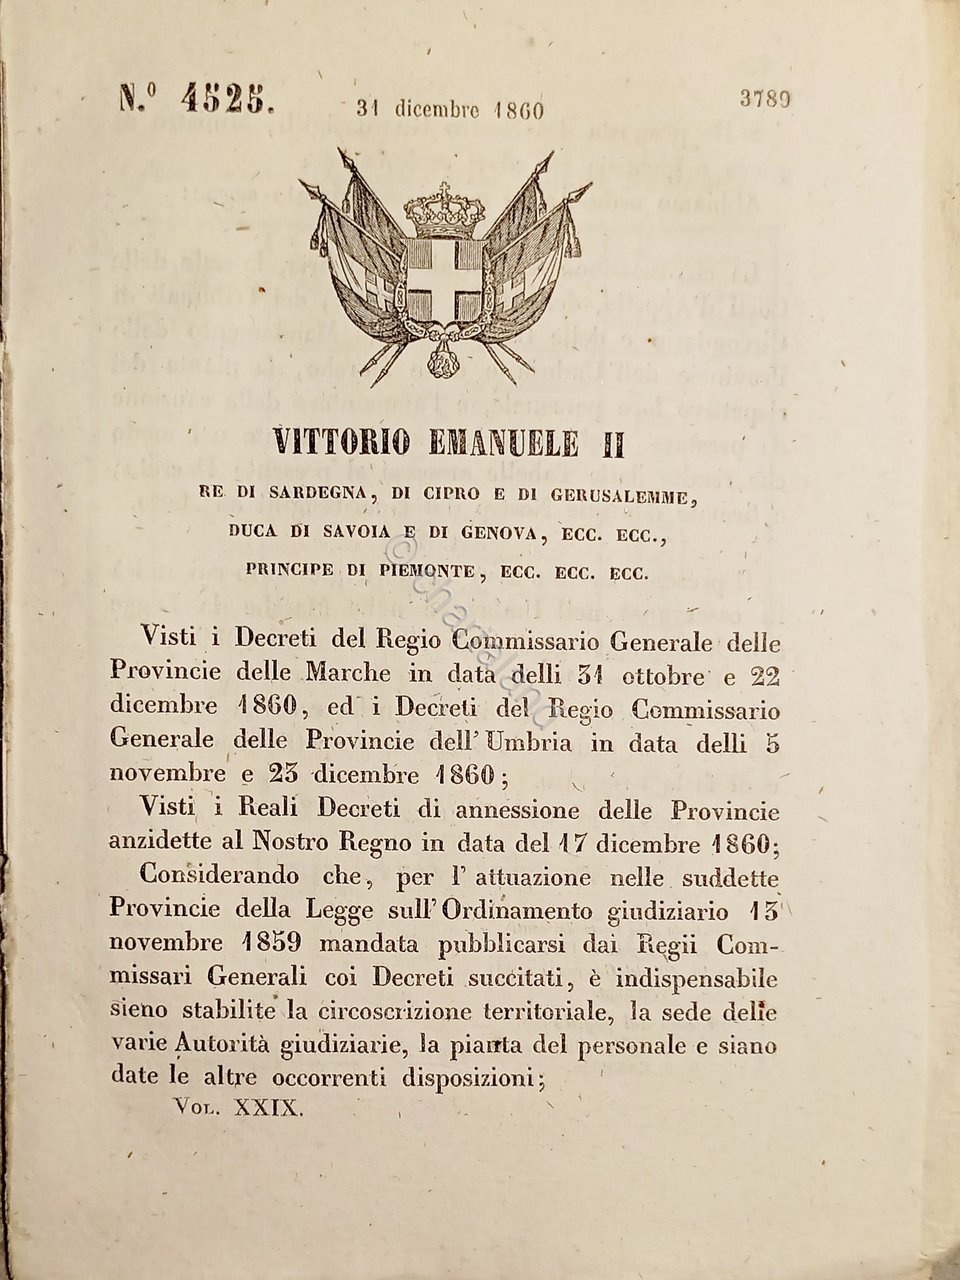 N.º 4525.
31 dicembre 1860
3789
VITTORIO EMANUELE II
RE DI SARDEGNA, DI CIPRO E DI GERUSALEMME,
DUCA DI SAVOIA E DI GENOVA, ECC. ECC.,
PRINCIPE DI PIEMONTE, ECC. ECC. ECC.
Visti i Decreti del Regio Commissario Generale delle
Provincie delle Marche in data delli 31 ottobre e 22
dicembre 1860, ed i Decreti del Regio Commissario
Generale delle Provincie dell'Umbria in data delli 5
novembre e 23 dicembre 1860;
Visti i Reali Decreti di annessione delle Provincie
anzidette al Nostro Regno in data del 17 dicembre 1860;
Considerando che, per l'attuazione nelle suddette
Provincie della Legge sull'Ordinamento giudiziario 13
novembre 1859 mandata pubblicarsi dai Regii Com-
missari Generali coi Decreti succitati, è indispensabile
sieno stabilite la circoscrizione territoriale, la sede delle
varie Autorità giudiziarie, la pianta del personale e siano
date le altre occorrenti disposizioni;
VOL. XXIX.